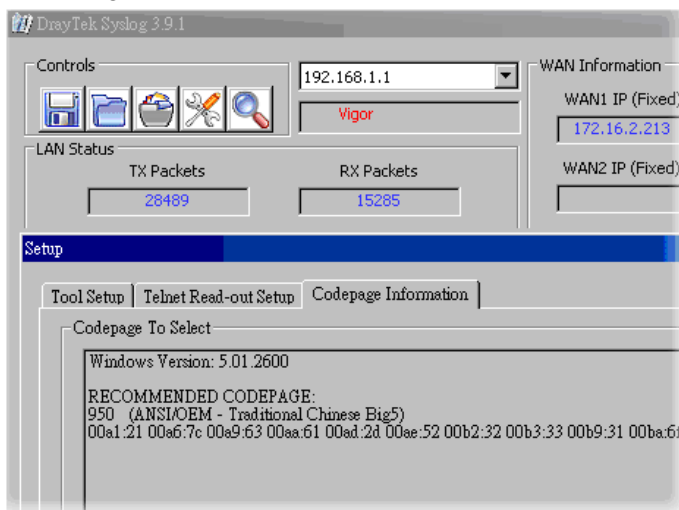 DrayTek Syslog 3.9.1
Controls
192.168.1.1
Vigor
WAN Information
WAN1 IP (Fixed)
172.16.2.213
WAN2 IP (Fixed)
LAN Status
TX Packets
RX Packets
28489
15285
Setup
Tool Setup
Telnet Read-out Setup
Codepage Information
Codepage To Select
Windows Version: 5.01.2600
RECOMMENDED CODEPAGE:
950 (ANSI/OEM - Traditional Chinese Big5)
00a1:21 00a6:7c 00a9:63 00aa:61 00ad:2d 00ae:52 00b2:32 00b3:33 00b9:31